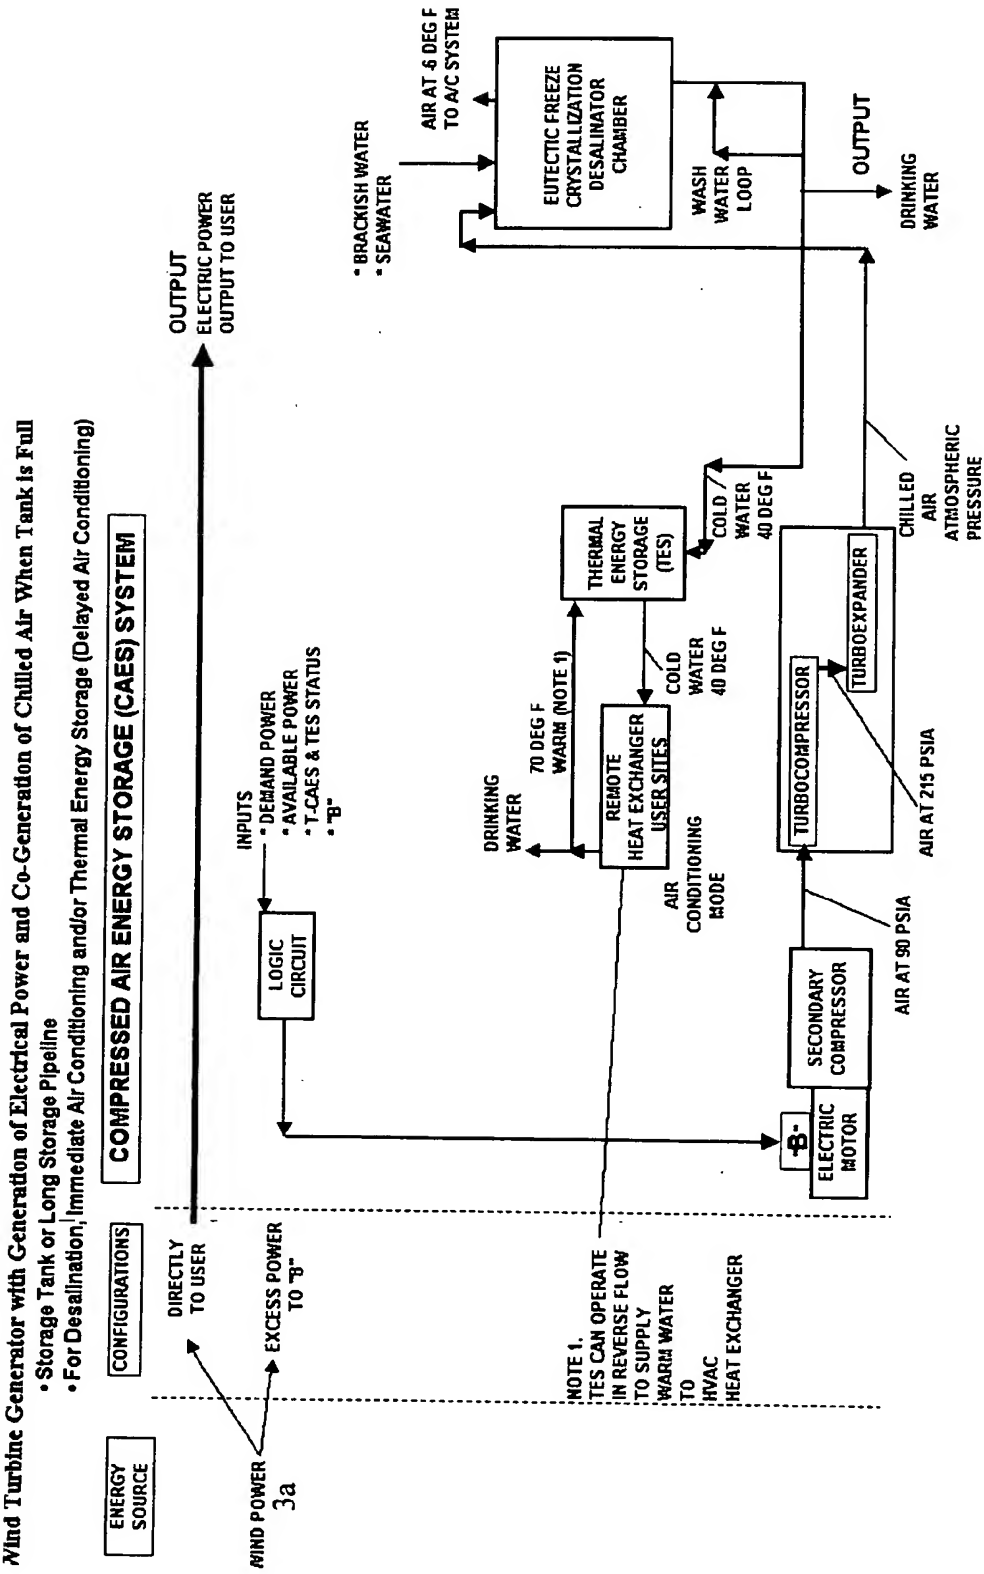 Wind Turbine Generator with Generation of Electrical Power and Co-Generation of Chilled Air When Tank is Full
• Storage Tank or Long Storage Pipeline
• For Desalination, Immediate Air Conditioning and/or Thermal Energy Storage (Delayed Air Conditioning)
ENERGY
SOURCE
CONFIGURATIONS
COMPRESSED AIR ENERGY STORAGE (CAES) SYSTEM
WIND POWER
3a
DIRECTLY
TO USER
EXCESS POWER
TO "B"
OUTPUT
ELECTRIC POWER
OUTPUT TO USER
LOGIC
CIRCUIT
INPUTS
* DEMAND POWER
* AVAILABLE POWER
* T-CAES & TES STATUS
* "B"
* BRACKISH WATER
* SEAWATER
AIR AT -6 DEG F
TO A/C SYSTEM
EUTECTIC FREEZE
CRYSTALLIZATION
DESALINATOR
CHAMBER
WASH
WATER
LOOP
OUTPUT
DRINKING
WATER
DRINKING
WATER
70 DEG F
WARM (NOTE 1)
REMOTE
HEAT EXCHANGER
USER SITES
AIR
CONDITIONING
MODE
THERMAL
ENERGY
STORAGE
(TES)
COLD
WATER
40 DEG F
COLD
WATER
40 DEG F
NOTE 1.
TES CAN OPERATE
IN REVERSE FLOW
TO SUPPLY
WARM WATER
TO
HVAC
HEAT EXCHANGER
"B"
ELECTRIC
MOTOR
SECONDARY
COMPRESSOR
AIR AT 90 PSIA
TURBOCOMPRESSOR
TURBOEXPANDER
AIR AT 215 PSIA
CHILLED
AIR
ATMOSPHERIC
PRESSURE